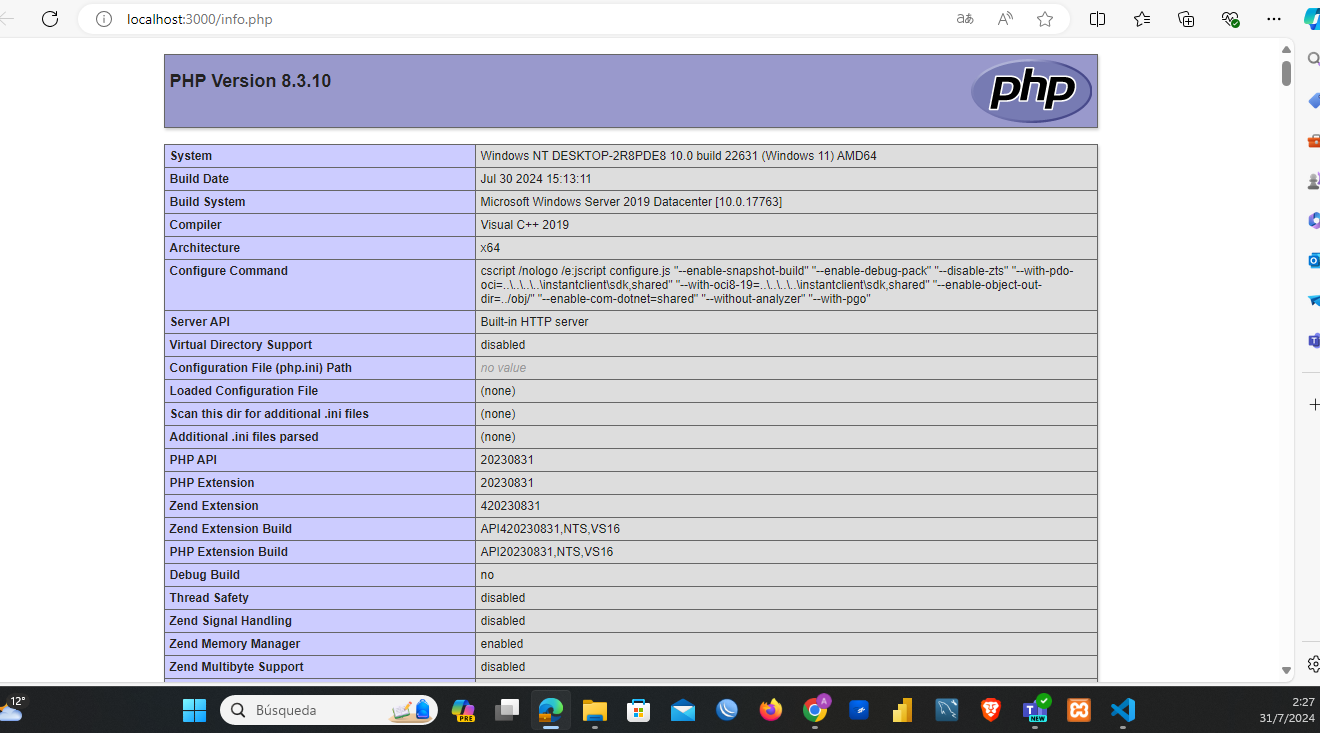 localhost:3000/info.php
PHP Version 8.3.10
php
System Windows NT DESKTOP-2R8PDE8 10.0 build 22631 (Windows 11) AMD64
Build Date Jul 30 2024 15:13:11
Build System Microsoft Windows Server 2019 Datacenter [10.0.17763]
Compiler Visual C++ 2019
Architecture x64
Configure Command cscript /nologo /e:jscript configure.js "--enable-snapshot-build" "--enable-debug-pack" "--disable-zts" "--with-pdo-
oci=..\..\..\..\instantclient\sdk,shared" "--with-oci8-19=..\..\..\..\instantclient\sdk,shared" "--enable-object-out-
dir=../obj/" "--enable-com-dotnet=shared" "--without-analyzer" "--with-pgo"
Server API Built-in HTTP server
Virtual Directory Support disabled
Configuration File (php.ini) Path no value
Loaded Configuration File (none)
Scan this dir for additional .ini files (none)
Additional .ini files parsed (none)
PHP API 20230831
PHP Extension 20230831
Zend Extension 420230831
Zend Extension Build API420230831,NTS,VS16
PHP Extension Build API20230831,NTS,VS16
Debug Build no
Thread Safety disabled
Zend Signal Handling disabled
Zend Memory Manager enabled
Zend Multibyte Support disabled
12°
Búsqueda
PRE
A
NEW
2:27
31/7/2024